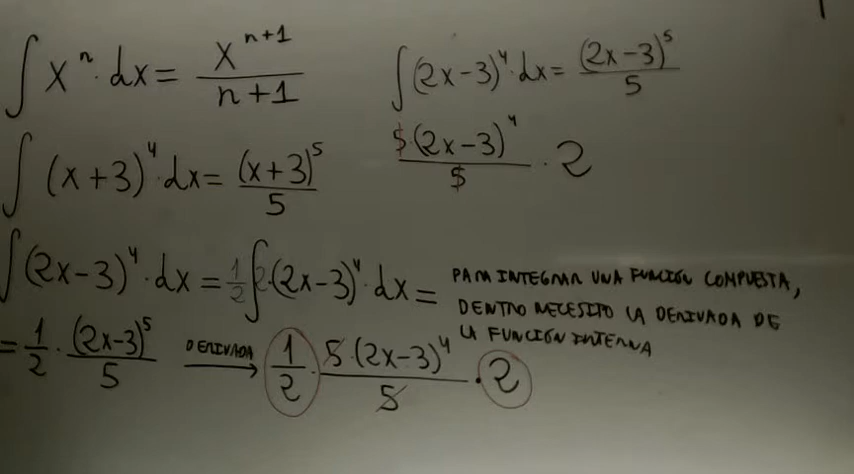 ∫ xⁿ · dx = xⁿ⁺¹ / n+1
∫ (x+3)⁴ · dx = (x+3)⁵ / 5
∫ (2x-3)⁴ · dx = (2x-3)⁵ / 5
5 · (2x-3)⁴ / 5 · 2
∫ (2x-3)⁴ · dx = 1/2 ∫ 2 · (2x-3)⁴ · dx =
PARA INTEGRAR UNA FUNCIÓN COMPUESTA,
DENTRO NECESITO LA DERIVADA DE
LA FUNCIÓN INTERNA
= 1/2 · (2x-3)⁵ / 5 DERIVADA → 1/2 · 5 · (2x-3)⁴ / 5 · 2